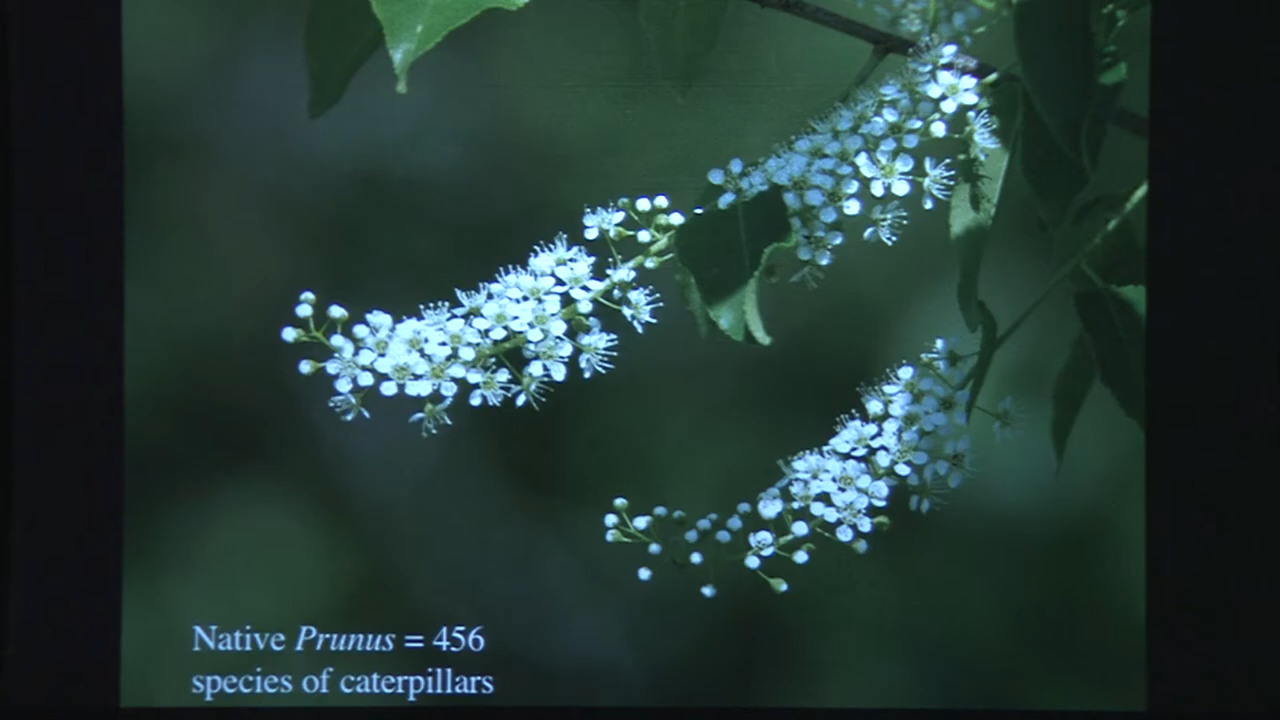 Native Prunus = 456
species of caterpillars